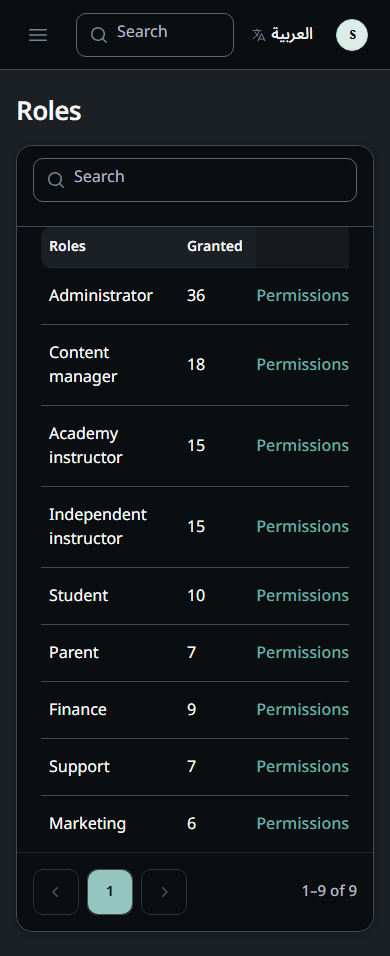 Search
العربية
S
Roles
Search
Roles Granted
Administrator 36 Permissions
Content
manager 18 Permissions
Academy
instructor 15 Permissions
Independent
instructor 15 Permissions
Student 10 Permissions
Parent 7 Permissions
Finance 9 Permissions
Support 7 Permissions
Marketing 6 Permissions
1
1–9 of 9